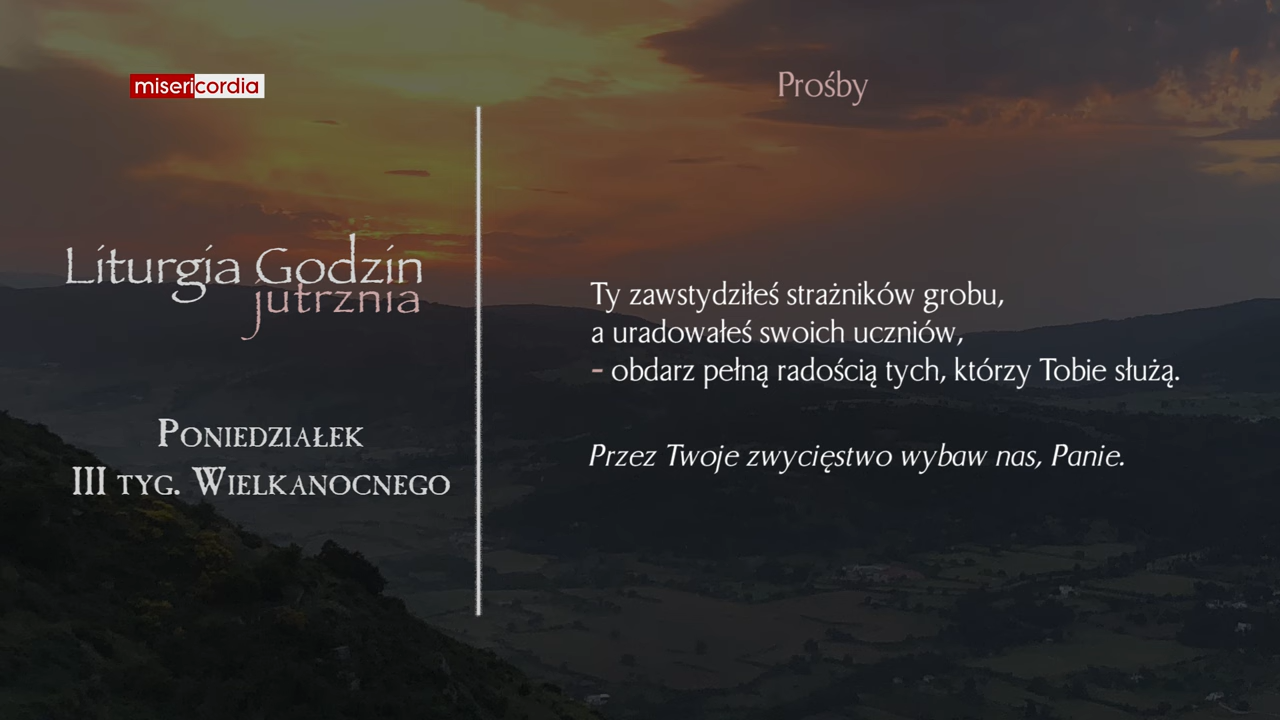 misericordia
Liturgia Godzin
jutrznia
Poniedziałek
III tyg. Wielkanocnego
Prośby
Ty zawstydziłeś strażników grobu,
a uradowałeś swoich uczniów,
- obdarz pełną radością tych, którzy Tobie służą.
Przez Twoje zwycięstwo wybaw nas, Panie.